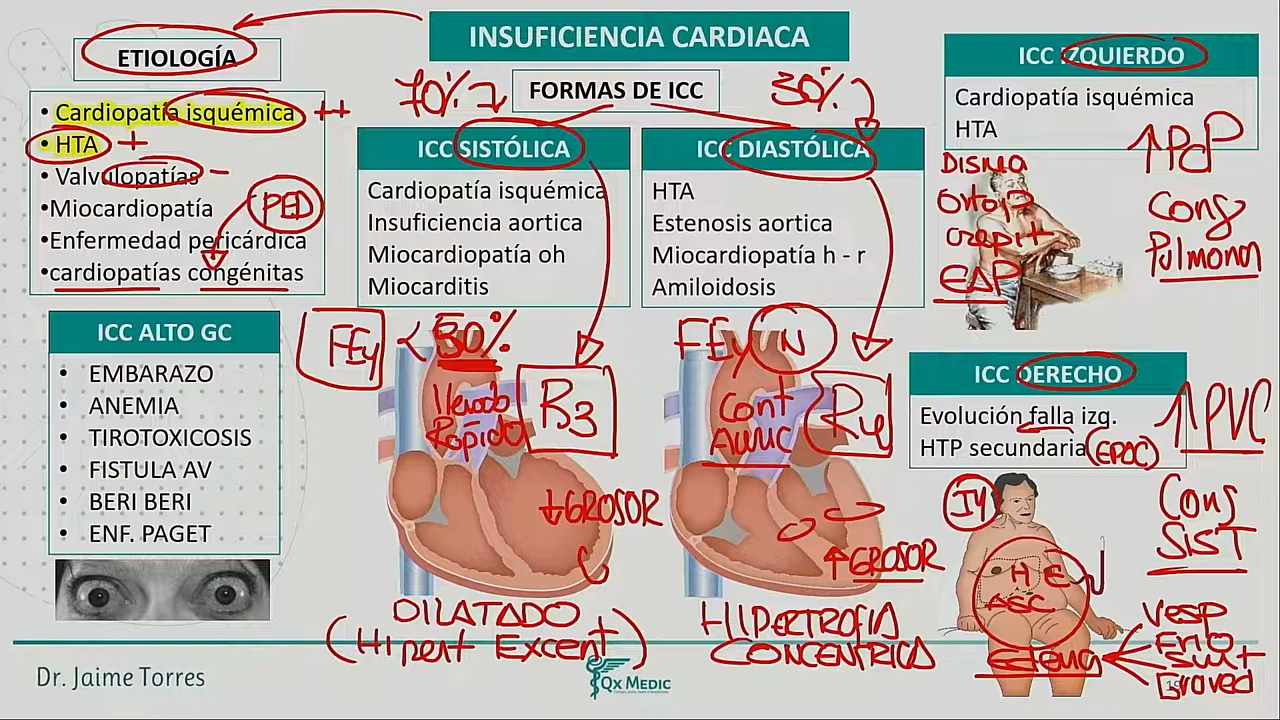 INSUFICIENCIA CARDIACA
ETIOLOGÍA
• Cardiopatía isquémica ++
• HTA +
• Valvulopatías -
•Miocardiopatía
PED
•Enfermedad pericárdica
•cardiopatías congénitas
ICC ALTO GC
• EMBARAZO
• ANEMIA
• TIROTOXICOSIS
• FISTULA AV
• BERI BERI
• ENF. PAGET
70%
FORMAS DE ICC
30%
ICC SISTÓLICA
Cardiopatía isquémica
Insuficiencia aortica
Miocardiopatía oh
Miocarditis
FEy < 50%
R3
↓GROSOR
DILATADO
(Hipert Excent)
ICC DIASTÓLICA
HTA
Estenosis aortica
Miocardiopatía h - r
Amiloidosis
FEy N
Cont
R4
↑GROSOR
HIPERTROFIA
CONCENTRICA
ICC IZQUIERDO
Cardiopatía isquémica
HTA
↑PCP
Disnea
Crepit
EAP
Cong
Pulmonar
ICC DERECHO
Evolución falla izq.
HTP secundaria (EPOC)
↑PVC
IY
Cong
SIST
H E
ASC
Edema
Vesp
Dr. Jaime Torres
QX MEDIC